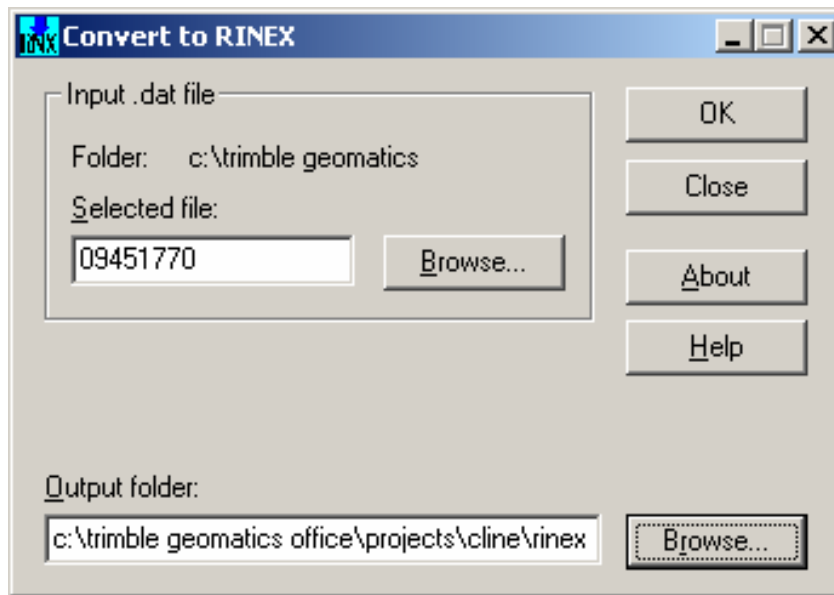 Convert to RINEX
Input .dat file
Folder: c:\trimble geomatics
Selected file:
09451770
Browse...
OK
Close
About
Help
Output folder:
c:\trimble geomatics office\projects\cline\rinex
Browse...